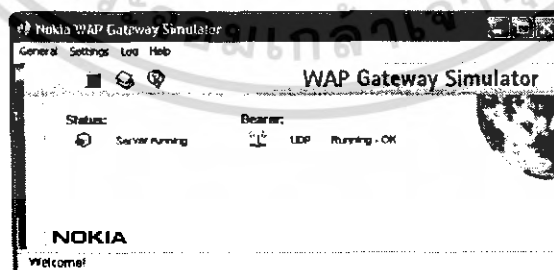 Nokia WAP Gateway Simulator
General Settings Log Help
WAP Gateway Simulator
Status: Bearer:
Server running UDP Running - OK
NOKIA
Welcome!